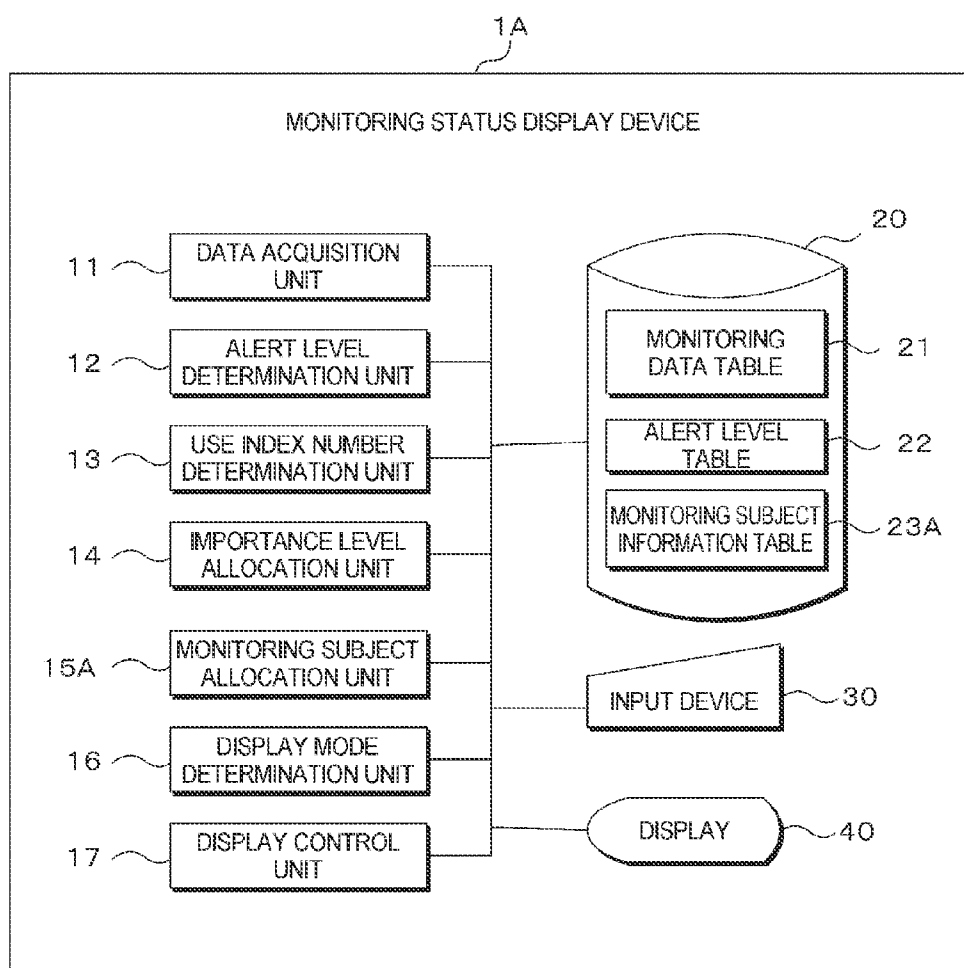 1A
MONITORING STATUS DISPLAY DEVICE
11
DATA ACQUISITION
UNIT
12
ALERT LEVEL
DETERMINATION UNIT
13
USE INDEX NUMBER
DETERMINATION UNIT
14
IMPORTANCE LEVEL
ALLOCATION UNIT
15A
MONITORING SUBJECT
ALLOCATION UNIT
16
DISPLAY MODE
DETERMINATION UNIT
17
DISPLAY CONTROL
UNIT
20
MONITORING
DATA TABLE
21
ALERT LEVEL
TABLE
22
MONITORING SUBJECT
INFORMATION TABLE
23A
INPUT DEVICE
30
DISPLAY
40